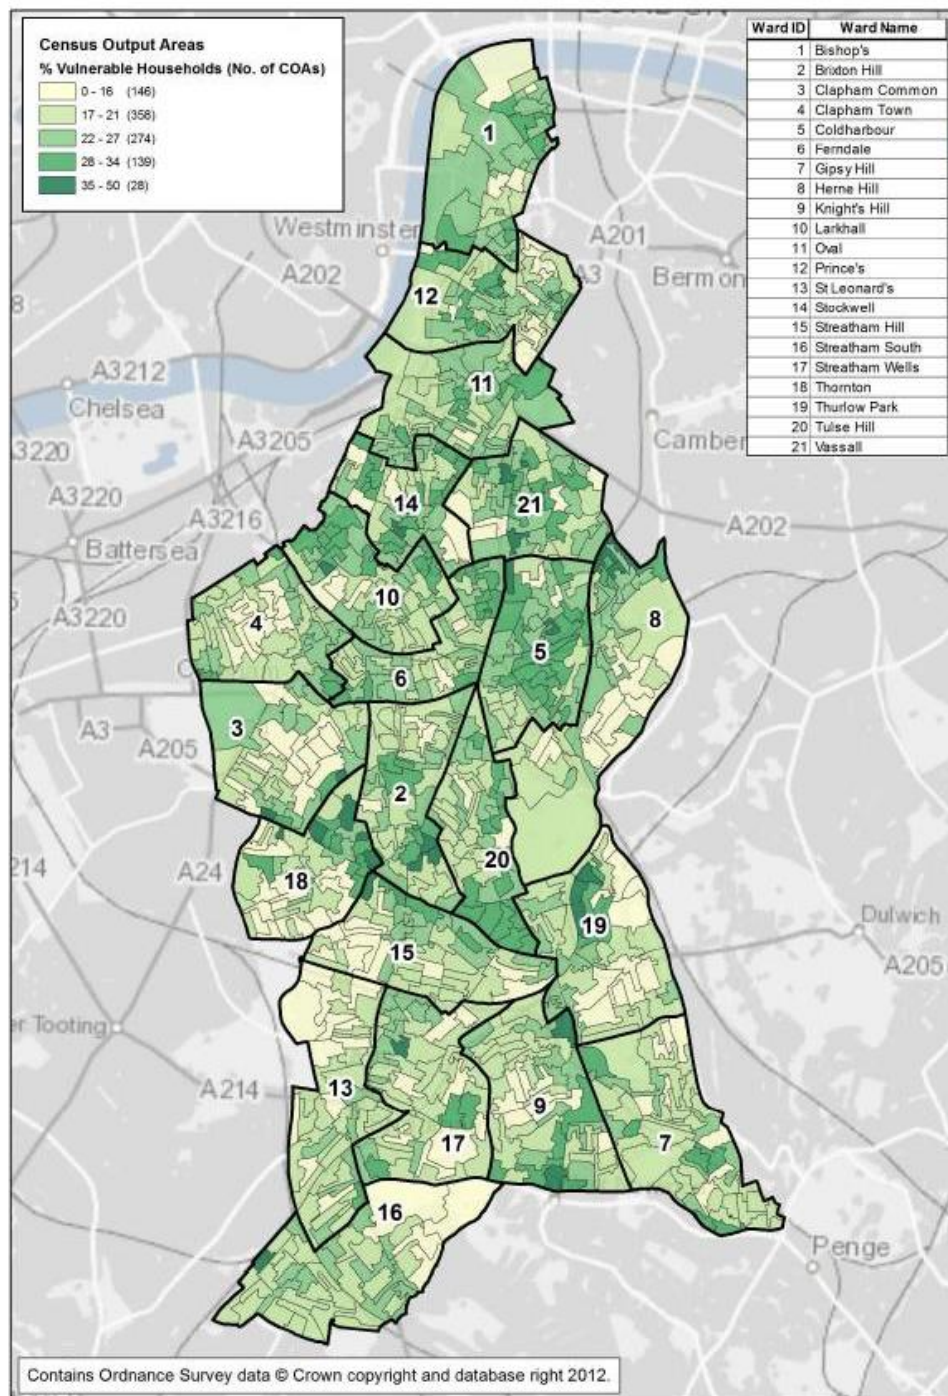 Census Output Areas
% Vulnerable Households (No. of COAs)
0 - 16 (146)
17 - 21 (358)
22 - 27 (274)
28 - 34 (139)
35 - 50 (28)
Ward ID Ward Name
1 Bishop's
2 Brixton Hill
3 Clapham Common
4 Clapham Town
5 Coldharbour
6 Ferndale
7 Gipsy Hill
8 Herne Hill
9 Knight's Hill
10 Larkhall
11 Oval
12 Prince's
13 St Leonard's
14 Stockwell
15 Streatham Hill
16 Streatham South
17 Streatham Wells
18 Thornton
19 Thurlow Park
20 Tulse Hill
21 Vassall
1
Westminster
A201
A202
A3
Bermon
12
A3212
11
Chelsea
A3205
Camber
3220
A3220
14
21
A3216
A202
Battersea
10
A3220
4
8
5
6
3
A3
A205
2
20
214
A24
18
19
Dulwich
15
A205
er Tooting
A214
13
9
17
7
16
Penge
Contains Ordnance Survey data © Crown copyright and database right 2012.